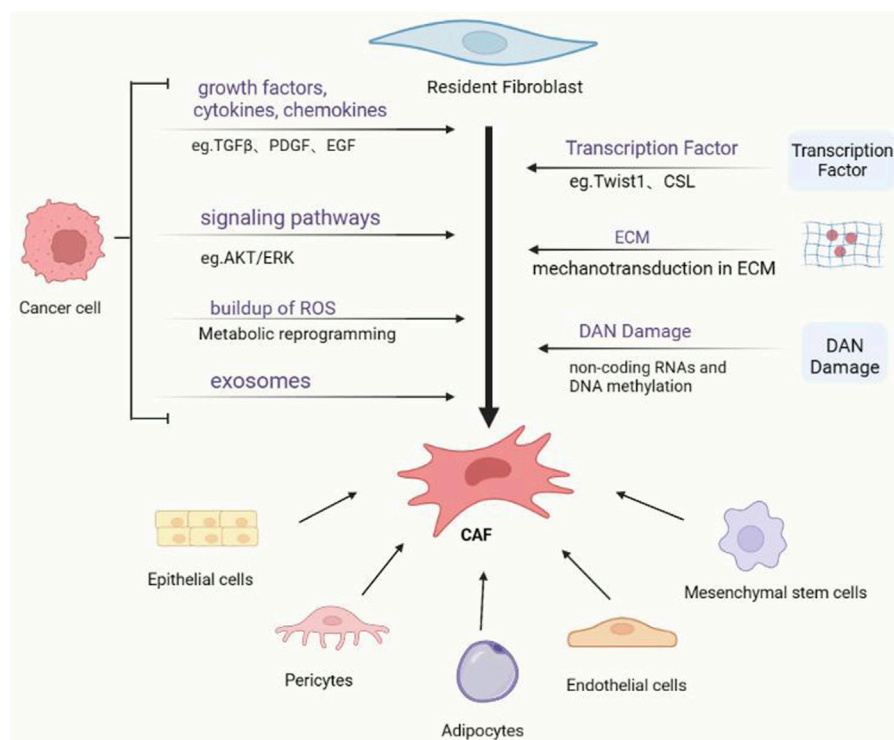 Resident Fibroblast
growth factors,
cytokines, chemokines
eg.TGFβ、PDGF、EGF
signaling pathways
eg.AKT/ERK
buildup of ROS
Metabolic reprogramming
exosomes
Cancer cell
Transcription Factor
eg.Twist1、CSL
Transcription
Factor
ECM
mechanotransduction in ECM
DAN Damage
non-coding RNAs and
DNA methylation
DAN
Damage
CAF
Epithelial cells
Pericytes
Adipocytes
Endothelial cells
Mesenchymal stem cells